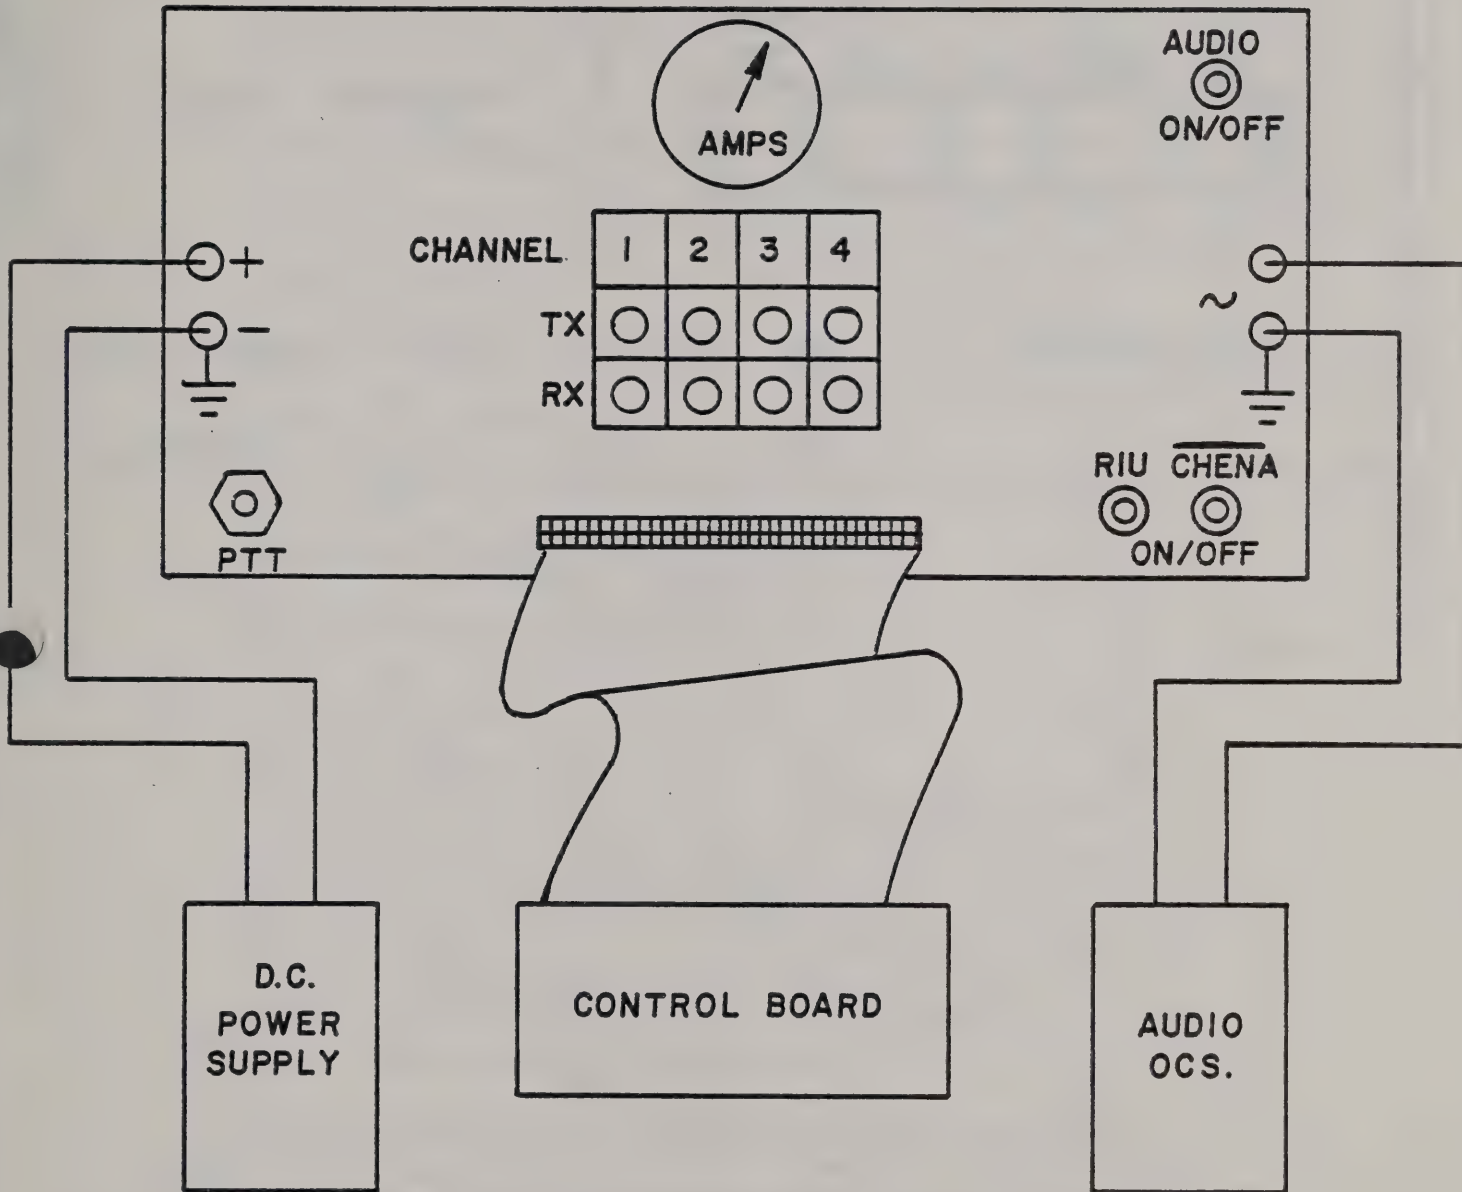 AUDIO
ON/OFF
AMPS
CHANNEL 1 2 3 4
+
~
TX
−
RX
RIU CHENA
ON/OFF
PTT
D.C.
POWER
SUPPLY
CONTROL BOARD
AUDIO
OCS.